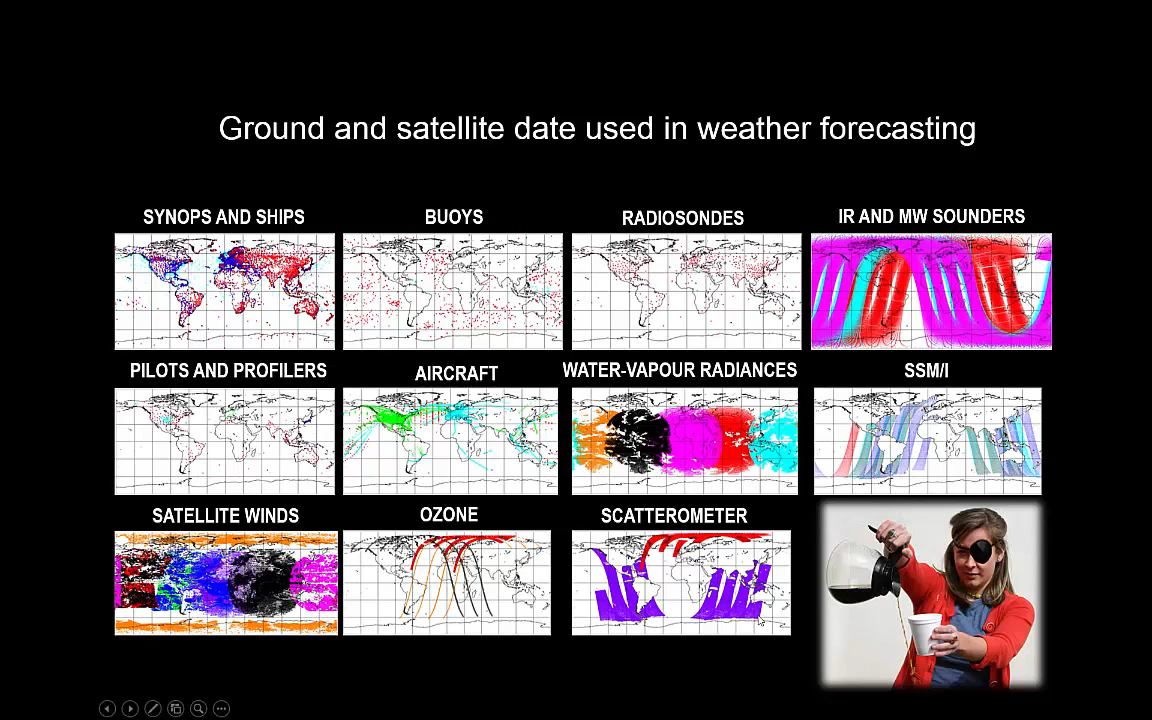 Ground and satellite date used in weather forecasting
SYNOPS AND SHIPS
BUOYS
RADIOSONDES
IR AND MW SOUNDERS
PILOTS AND PROFILERS
AIRCRAFT
WATER-VAPOUR RADIANCES
SSM/I
SATELLITE WINDS
OZONE
SCATTEROMETER